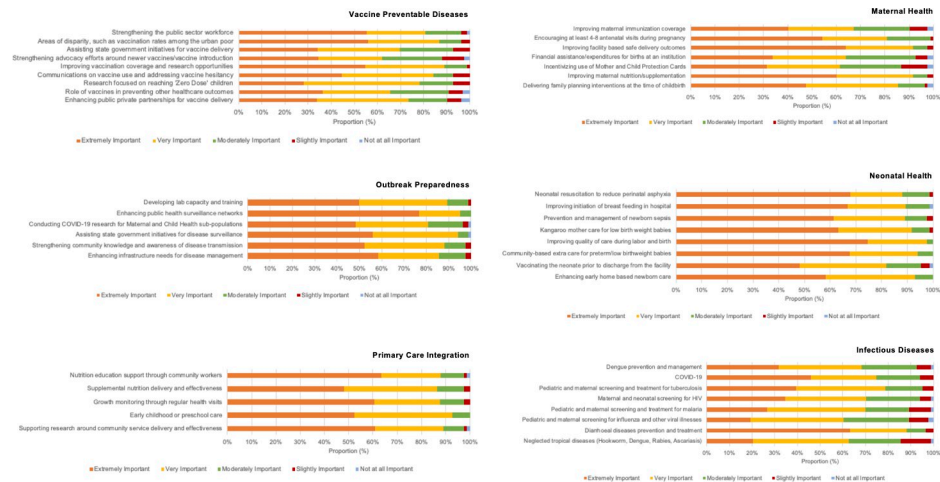 Vaccine Preventable Diseases
Strengthening the public sector workforce
Areas of disparity, such as vaccination rates among the urban poor
Assisting state government initiatives for vaccine delivery
Strengthening advocacy efforts around newer vaccines/vaccine introduction
Improving vaccination coverage and research opportunities
Communications on vaccine use and addressing vaccine hesitancy
Research focused on reaching 'Zero Dose' children
Role of vaccines in preventing other healthcare outcomes
Enhancing public private partnerships for vaccine delivery
0% 10% 20% 30% 40% 50% 60% 70% 80% 90% 100%
Proportion (%)
Extremely Important Very Important Moderately Important Slightly Important Not at all Important
Maternal Health
Improving maternal immunization coverage
Encouraging at least 4-8 antenatal visits during pregnancy
Improving facility based safe delivery outcomes
Financial assistance/expenditures for births at an institution
Incentivizing use of Mother and Child Protection Cards
Improving maternal nutrition/supplementation
Delivering family planning interventions at the time of childbirth
0% 10% 20% 30% 40% 50% 60% 70% 80% 90% 100%
Proportion (%)
Extremely Important Very Important Moderately Important Slightly Important Not at all Important
Outbreak Preparedness
Developing lab capacity and training
Enhancing public health surveillance networks
Conducting COVID-19 research for Maternal and Child Health sub-populations
Assisting state government initiatives for disease surveillance
Strengthening community knowledge and awareness of disease transmission
Enhancing infrastructure needs for disease management
0% 10% 20% 30% 40% 50% 60% 70% 80% 90% 100%
Proportion (%)
Extremely Important Very Important Moderately Important Slightly Important Not at all Important
Neonatal Health
Neonatal resuscitation to reduce perinatal asphyxia
Improving initiation of breast feeding in hospital
Prevention and management of newborn sepsis
Kangaroo mother care for low birth weight babies
Improving quality of care during labor and birth
Community-based extra care for preterm/low birthweight babies
Vaccinating the neonate prior to discharge from the facility
Enhancing early home based newborn care
0% 10% 20% 30% 40% 50% 60% 70% 80% 90% 100%
Proportion (%)
Extremely Important Very Important Moderately Important Slightly Important Not at all Important
Primary Care Integration
Nutrition education support through community workers
Supplemental nutrition delivery and effectiveness
Growth monitoring through regular health visits
Early childhood or preschool care
Supporting research around community service delivery and effectiveness
0% 10% 20% 30% 40% 50% 60% 70% 80% 90% 100%
Proportion (%)
Extremely Important Very Important Moderately Important Slightly Important Not at all Important
Infectious Diseases
Dengue prevention and management
COVID-19
Pediatric and maternal screening and treatment for tuberculosis
Maternal and neonatal screening for HIV
Pediatric and maternal screening and treatment for malaria
Pediatric and maternal screening for influenza and other viral illnesses
Diarrhoeal diseases prevention and treatment
Neglected tropical diseases (Hookworm, Dengue, Rabies, Ascariasis)
0% 10% 20% 30% 40% 50% 60% 70% 80% 90% 100%
Proportion (%)
Extremely Important Very Important Moderately Important Slightly Important Not at all Important